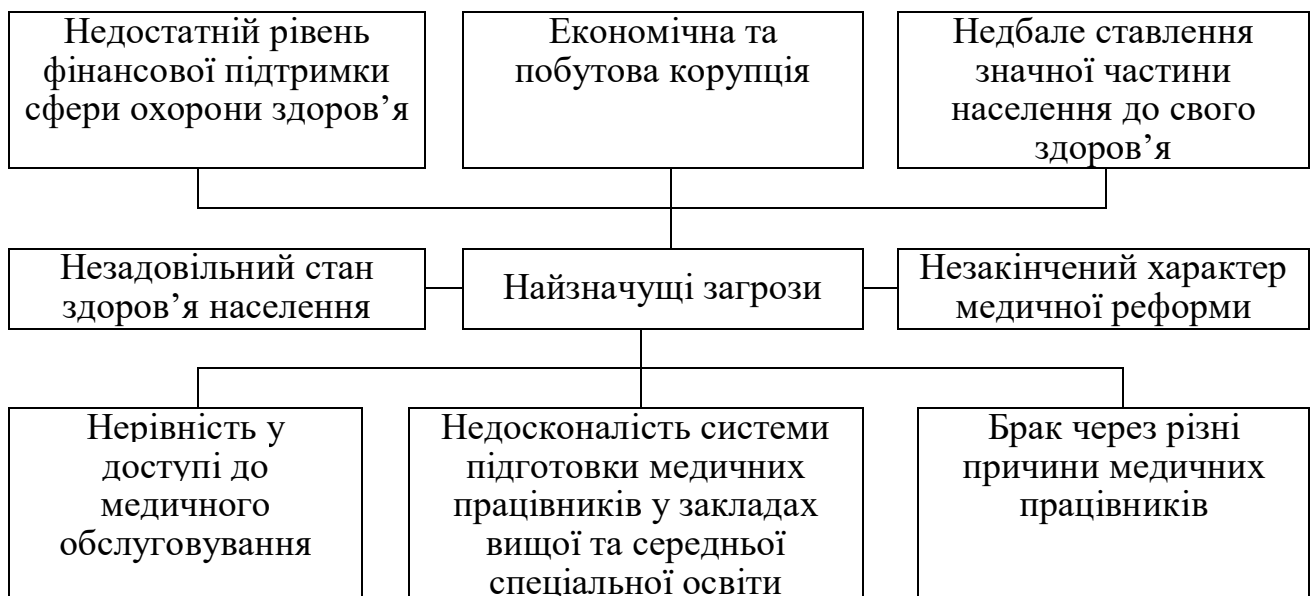 Недостатній рівень
фінансової підтримки
сфери охорони здоров’я
Економічна та
побутова корупція
Недбале ставлення
значної частини
населення до свого
здоров’я
Незадовільний стан
здоров’я населення
Найзначущі загрози
Незакінчений характер
медичної реформи
Нерівність у
доступі до
медичного
обслуговування
Недосконалість системи
підготовки медичних
працівників у закладах
вищої та середньої
спеціальної освіти
Брак через різні
причини медичних
працівників